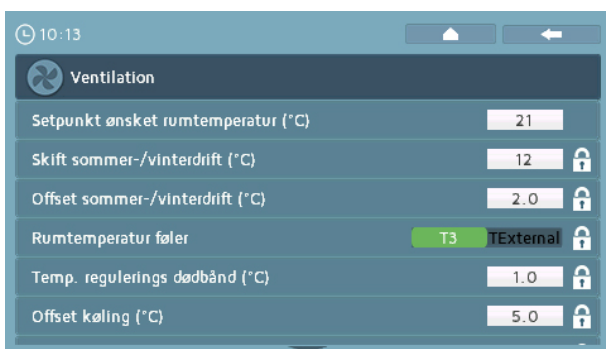 10:13
Ventilation
Setpunkt ønsket rumtemperatur (°C) 21
Skift sommer-/vinterdrift (°C) 12
Offset sommer-/vinterdrift (°C) 2.0
Rumtemperatur føler T3 TExternal
Temp. regulerings dødbånd (°C) 1.0
Offset køling (°C) 5.0